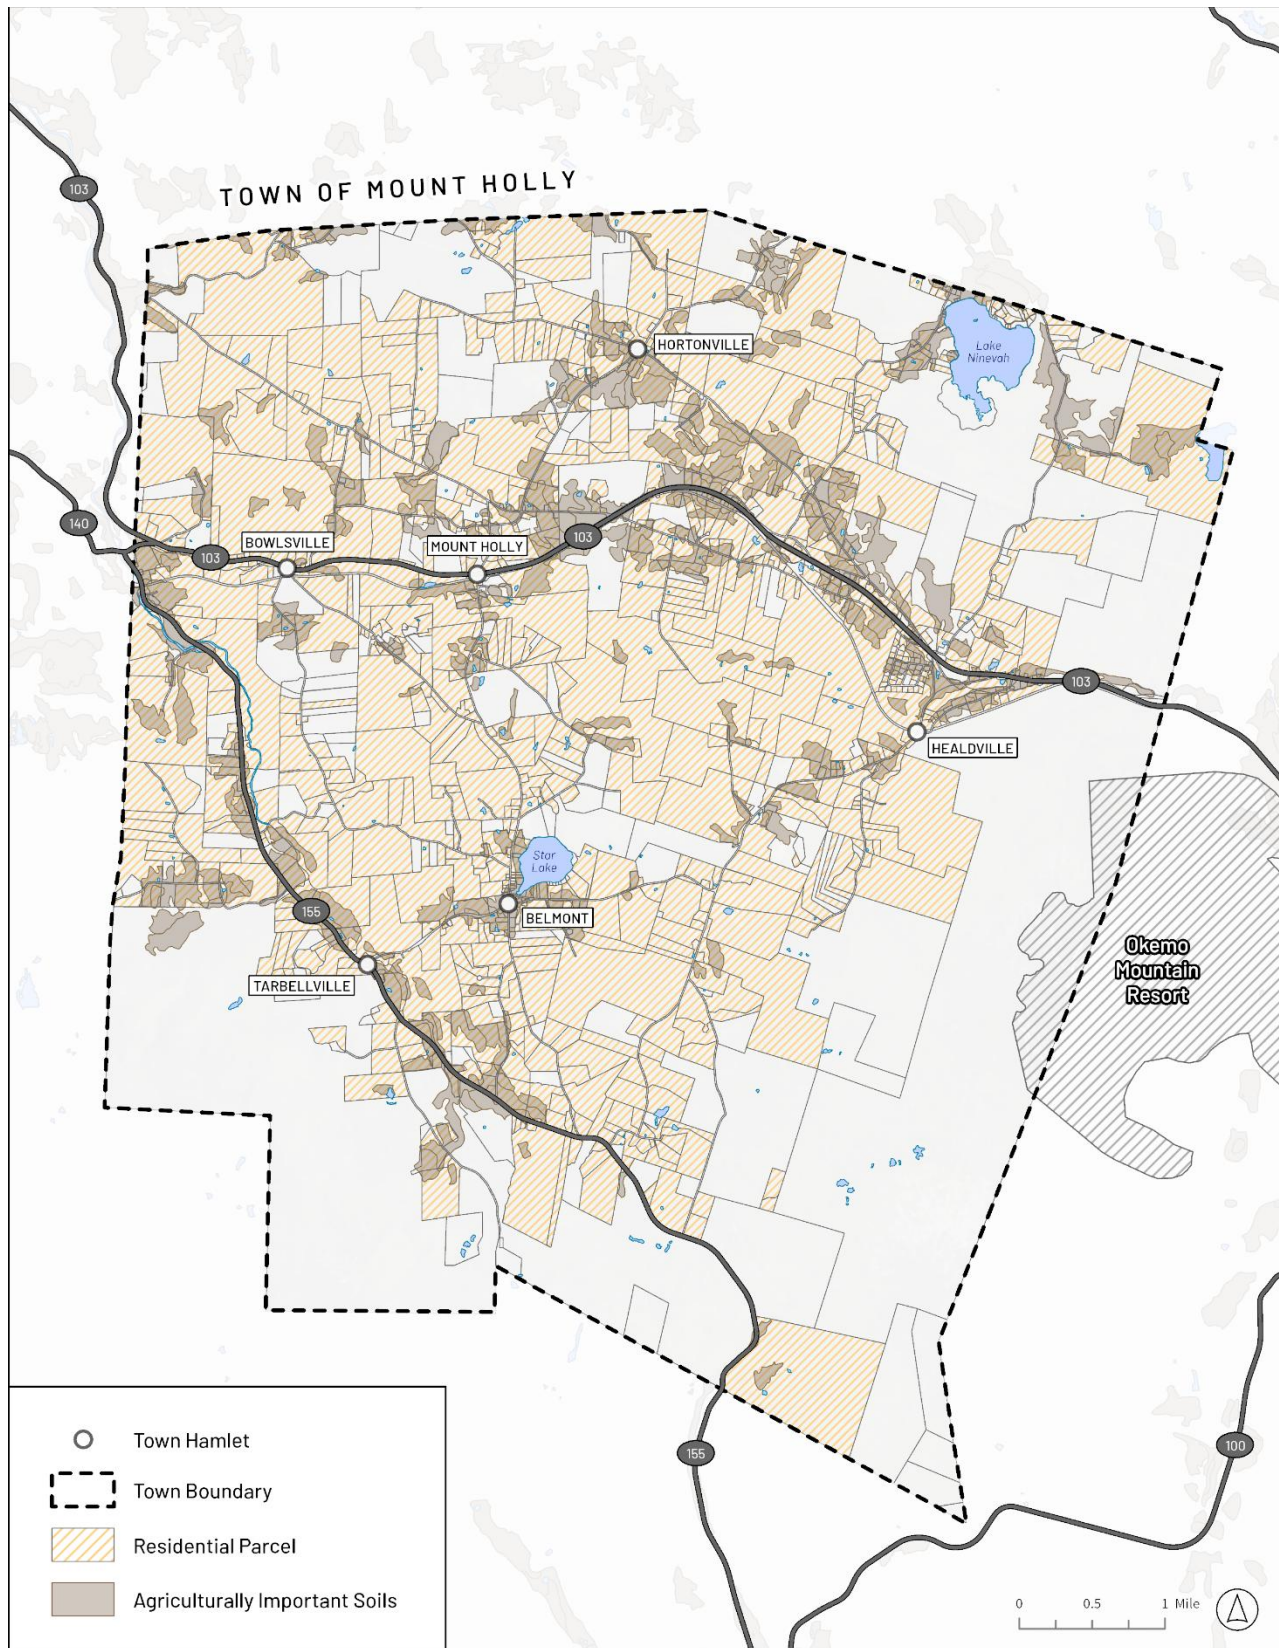 TOWN OF MOUNT HOLLY
103
Lake
Ninevah
HORTONVILLE
140
103
BOWLSVILLE
MOUNT HOLLY
103
103
HEALDVILLE
Star
Lake
BELMONT
155
TARBELLVILLE
Okemo
Mountain
Resort
155
100
Town Hamlet
Town Boundary
Residential Parcel
Agriculturally Important Soils
0 0.5 1 Mile